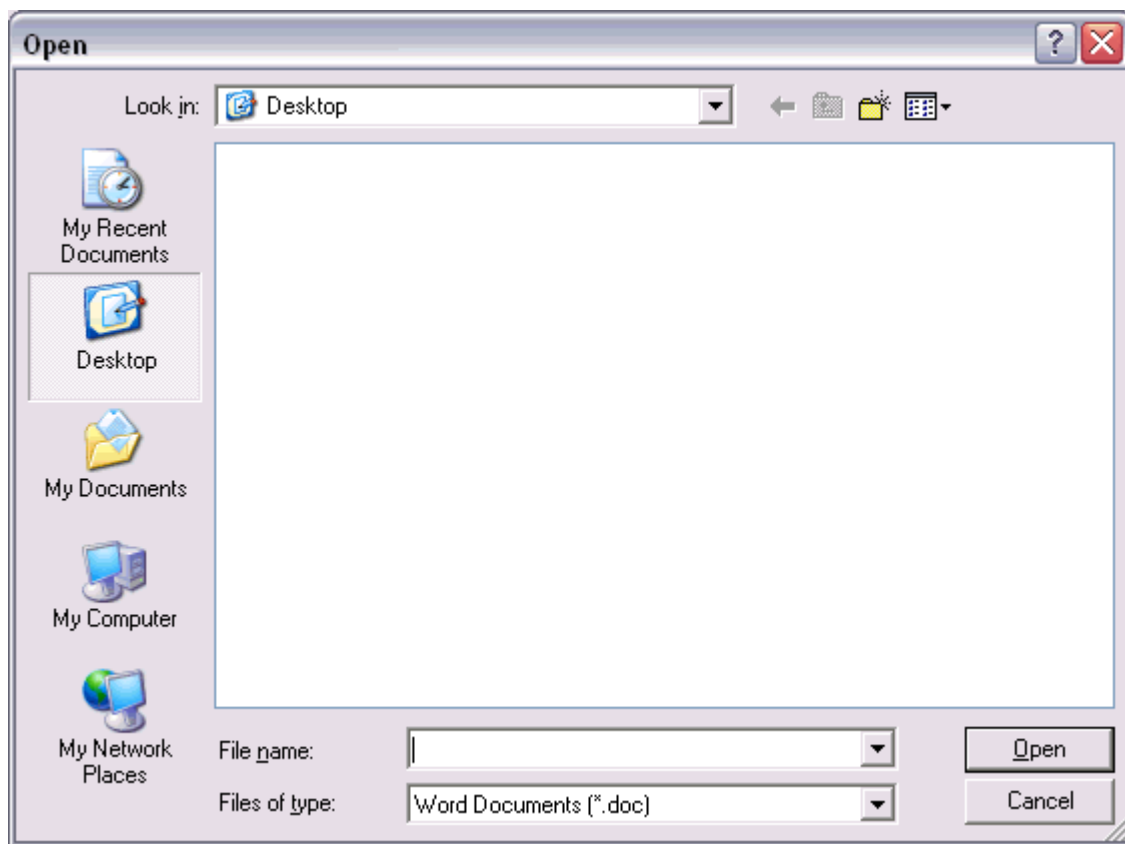 Open
Look in:
Desktop
My Recent
Documents
Desktop
My Documents
My Computer
My Network
Places
File name:
Open
Files of type:
Word Documents (*.doc)
Cancel